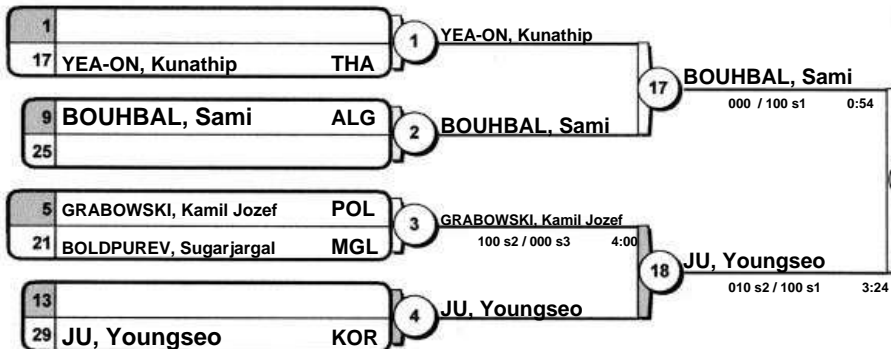 1
17 YEA-ON, Kunathip THA
1
YEA-ON, Kunathip
9 BOUHBAL, Sami ALG
25
2
BOUHBAL, Sami
17
BOUHBAL, Sami
000 / 100 s1 0:54
5 GRABOWSKI, Kamil Jozef POL
21 BOLDPUREV, Sugarjargal MGL
3
GRABOWSKI, Kamil Jozef
100 s2 / 000 s3 4:00
13
29 JU, Youngseo KOR
4
JU, Youngseo
18
JU, Youngseo
010 s2 / 100 s1 3:24